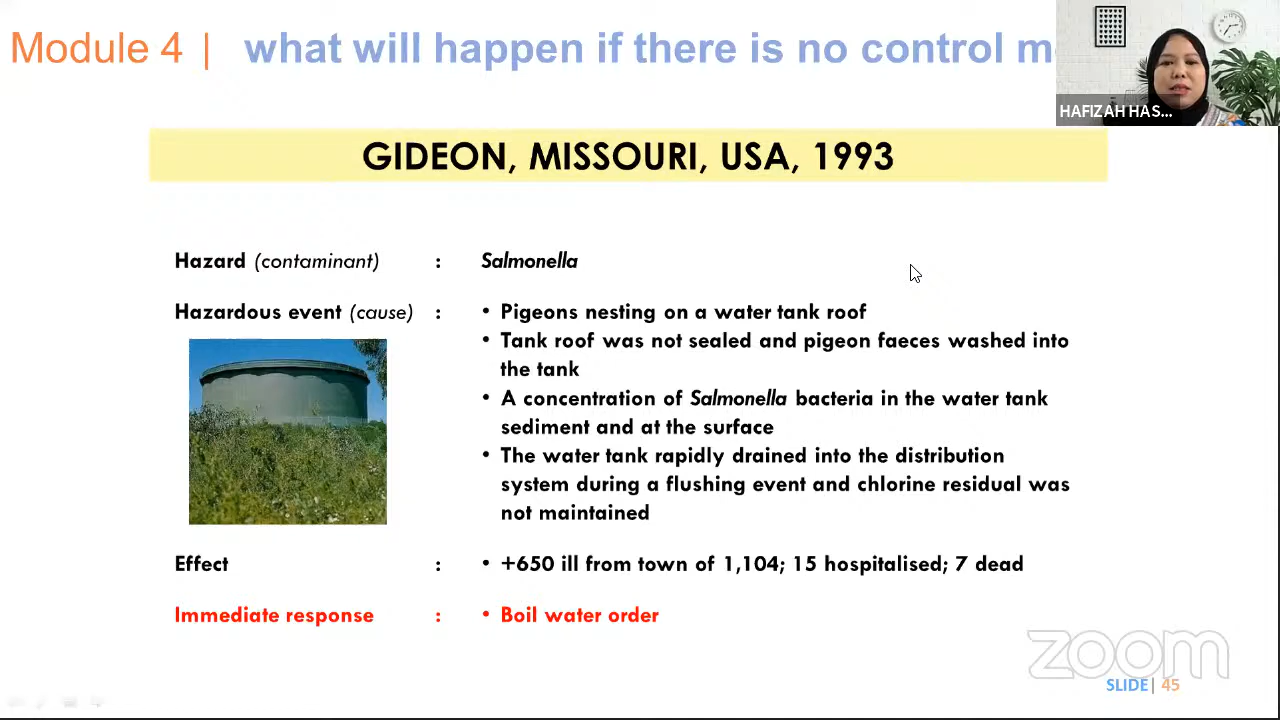 Module 4 | what will happen if there is no control m
HAFIZAH HAS...
GIDEON, MISSOURI, USA, 1993
Hazard (contaminant) : Salmonella
Hazardous event (cause) : • Pigeons nesting on a water tank roof
• Tank roof was not sealed and pigeon faeces washed into
the tank
• A concentration of Salmonella bacteria in the water tank
sediment and at the surface
• The water tank rapidly drained into the distribution
system during a flushing event and chlorine residual was
not maintained
Effect : • +650 ill from town of 1,104; 15 hospitalised; 7 dead
Immediate response : • Boil water order
zoom
SLIDE| 45